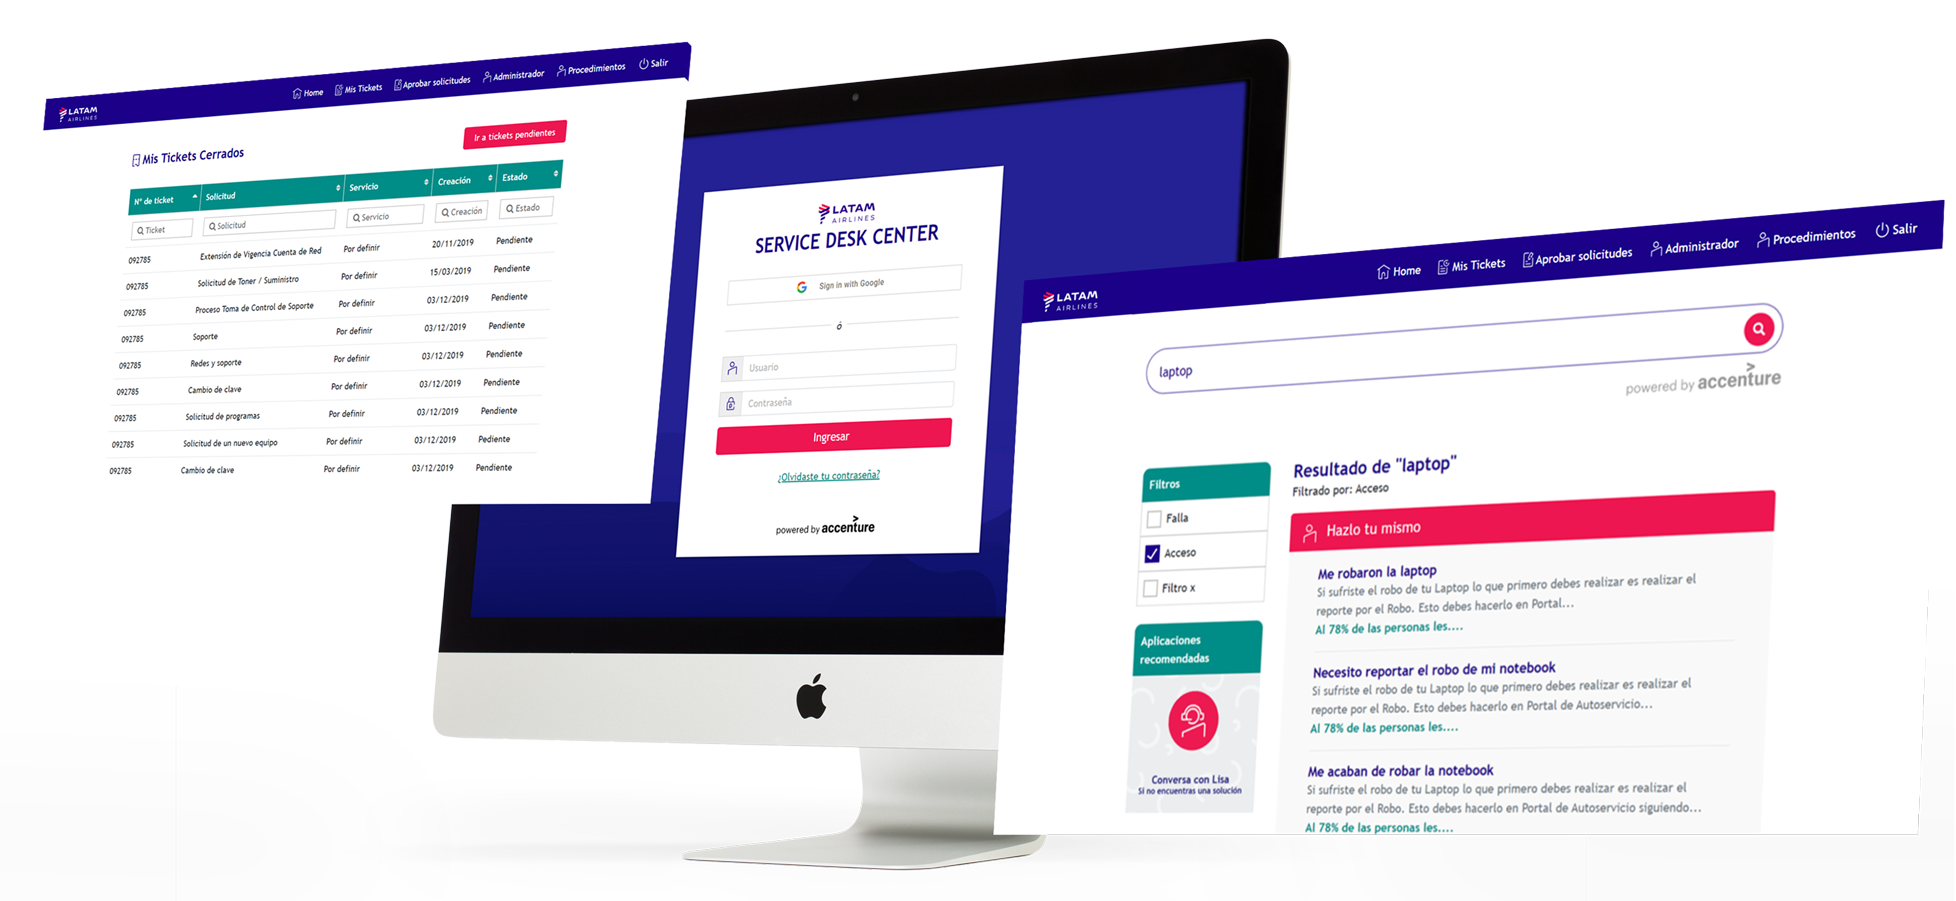 LATAM
AIRLINES
Home
Mis Tickets
Aprobar solicitudes
Administrador
Procedimientos
Salir
Ir a tickets pendientes
Mis Tickets Cerrados
N° de ticket
Solicitud
Servicio
Creación
Estado
Ticket
Solicitud
Servicio
Creación
Estado
092785 Extensión de Vigencia Cuenta de Red Por definir 20/11/2019 Pendiente
092785 Solicitud de Toner / Suministro Por definir 15/03/2019 Pendiente
092785 Proceso Toma de Control de Soporte Por definir 03/12/2019 Pendiente
092785 Soporte Por definir 03/12/2019 Pendiente
092785 Redes y soporte Por definir 03/12/2019 Pendiente
092785 Cambio de clave Por definir 03/12/2019 Pendiente
092785 Solicitud de programas Por definir 03/12/2019 Pendiente
092785 Solicitud de un nuevo equipo Por definir 03/12/2019 Pediente
092785 Cambio de clave Por definir 03/12/2019 Pendiente
LATAM
AIRLINES
SERVICE DESK CENTER
Sign in with Google
ó
Usuario
Contraseña
Ingresar
¿Olvidaste tu contraseña?
powered by accenture
LATAM
AIRLINES
Home
Mis Tickets
Aprobar solicitudes
Administrador
Procedimientos
Salir
laptop
powered by accenture
Filtros
Falla
Acceso
Filtro x
Aplicaciones
recomendadas
Conversa con Lisa
Si no encuentras una solución
Resultado de "laptop"
Filtrado por: Acceso
Hazlo tu mismo
Me robaron la laptop
Si sufriste el robo de tu Laptop lo que primero debes realizar es realizar el
reporte por el Robo. Esto debes hacerlo en Portal...
Al 78% de las personas les....
Necesito reportar el robo de mi notebook
Si sufriste el robo de tu Laptop lo que primero debes realizar es realizar el
reporte por el Robo. Esto debes hacerlo en Portal de Autoservicio...
Al 78% de las personas les....
Me acaban de robar la notebook
Si sufriste el robo de tu Laptop lo que primero debes realizar es realizar el
reporte por el Robo. Esto debes hacerlo en Portal de Autoservicio siguiendo...
Al 78% de las personas les....